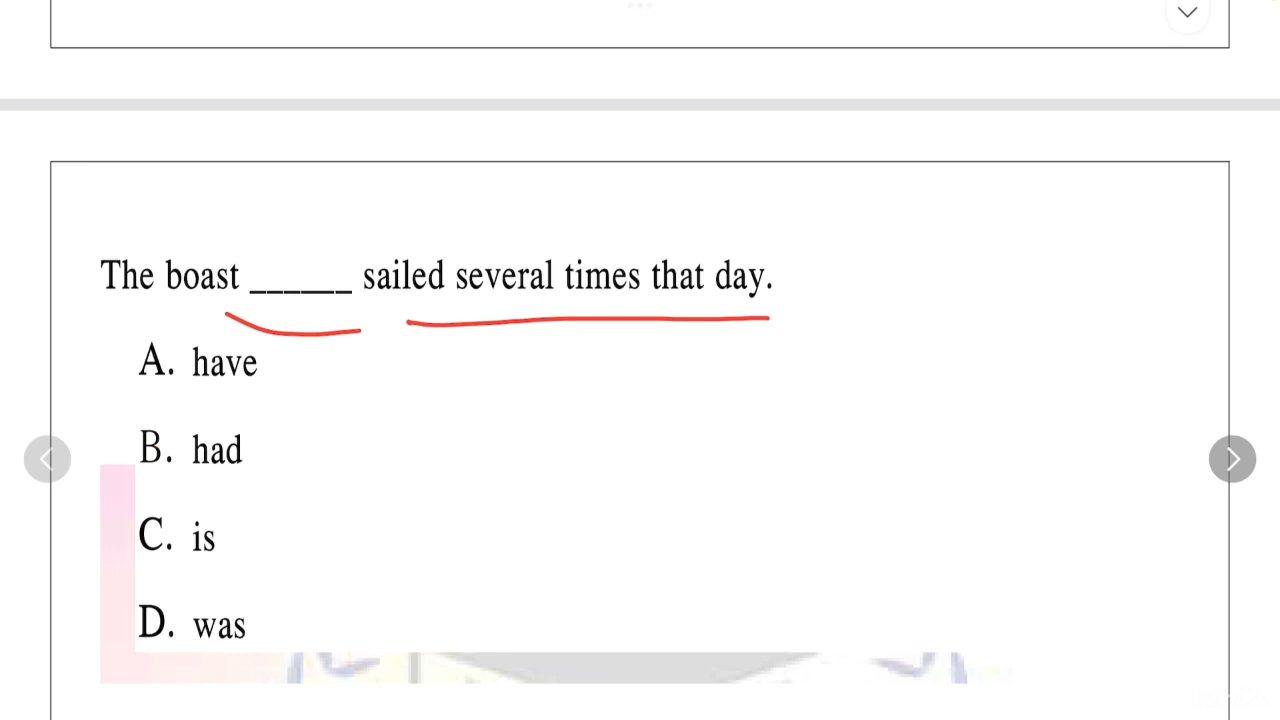 The boast ______ sailed several times that day.
A. have
B. had
C. is
D. was